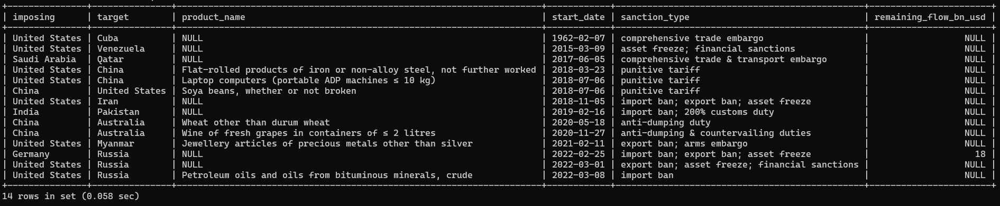 +---------------+---------------+---------------------------------------------------------------------+------------+-----------------------------------------------+-----------------------+
| imposing      | target        | product_name                                                        | start_date | sanction_type                                 | remaining_flow_bn_usd |
+---------------+---------------+---------------------------------------------------------------------+------------+-----------------------------------------------+-----------------------+
| United States | Cuba          | NULL                                                                | 1962-02-07 | comprehensive trade embargo                   |                  NULL |
| United States | Venezuela     | NULL                                                                | 2015-03-09 | asset freeze; financial sanctions             |                  NULL |
| Saudi Arabia  | Qatar         | NULL                                                                | 2017-06-05 | comprehensive trade & transport embargo       |                  NULL |
| United States | China         | Flat-rolled products of iron or non-alloy steel, not further worked | 2018-03-23 | punitive tariff                               |                  NULL |
| United States | China         | Laptop computers (portable ADP machines ≤ 10 kg)                    | 2018-07-06 | punitive tariff                               |                  NULL |
| China         | United States | Soya beans, whether or not broken                                   | 2018-07-06 | punitive tariff                               |                  NULL |
| United States | Iran          | NULL                                                                | 2018-11-05 | import ban; export ban; asset freeze          |                  NULL |
| India         | Pakistan      | NULL                                                                | 2019-02-16 | import ban; 200% customs duty                 |                  NULL |
| China         | Australia     | Wheat other than durum wheat                                        | 2020-05-18 | anti-dumping duty                             |                  NULL |
| China         | Australia     | Wine of fresh grapes in containers of ≤ 2 litres                    | 2020-11-27 | anti-dumping & countervailing duties          |                  NULL |
| United States | Myanmar       | Jewellery articles of precious metals other than silver             | 2021-02-11 | export ban; arms embargo                      |                  NULL |
| Germany       | Russia        | NULL                                                                | 2022-02-25 | import ban; export ban; asset freeze          |                    18 |
| United States | Russia        | NULL                                                                | 2022-03-01 | export ban; asset freeze; financial sanctions |                  NULL |
| United States | Russia        | Petroleum oils and oils from bituminous minerals, crude             | 2022-03-08 | import ban                                    |                  NULL |
+---------------+---------------+---------------------------------------------------------------------+------------+-----------------------------------------------+-----------------------+
14 rows in set (0.058 sec)